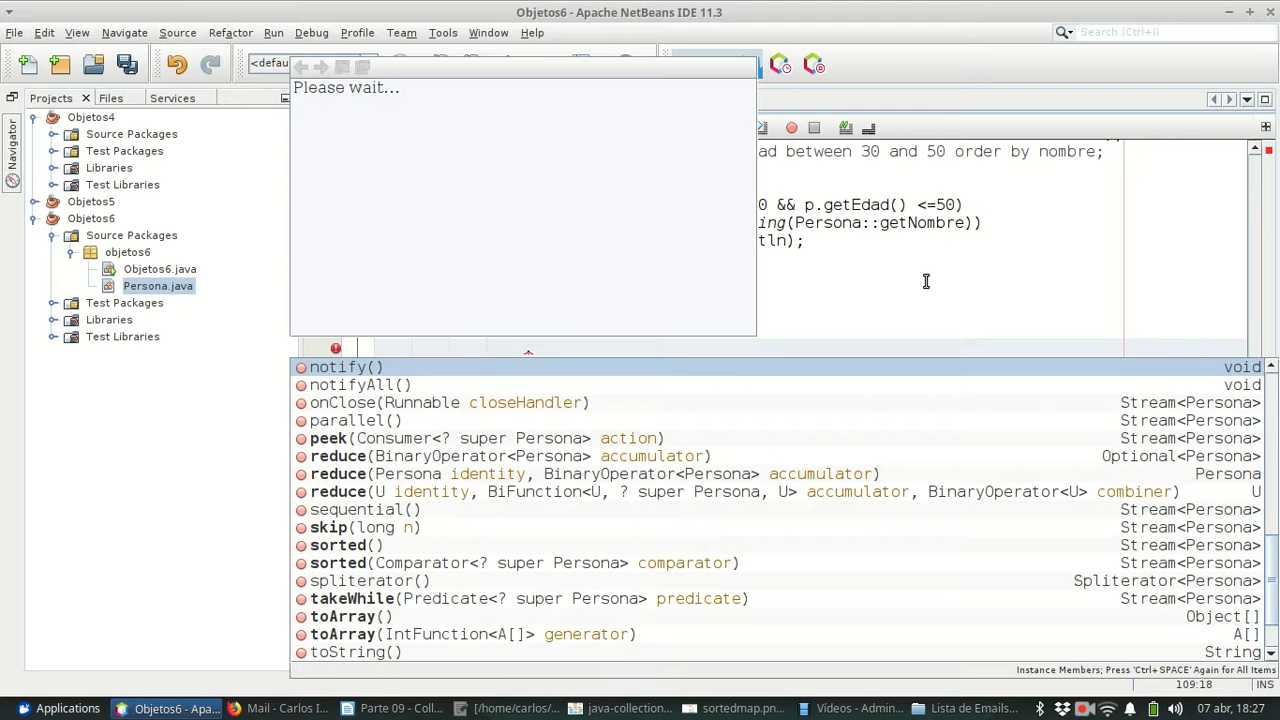 Objetos6 - Apache NetBeans IDE 11.3
File Edit View Navigate Source Refactor Run Debug Profile Team Tools Window Help
Search (Ctrl+I)
<defau
Projects Files Services
Navigator
Please wait...
Objetos4
Source Packages
Test Packages
Libraries
Test Libraries
Objetos5
Objetos6
Source Packages
objetos6
Objetos6.java
Persona.java
Test Packages
Libraries
Test Libraries
ad between 30 and 50 order by nombre;
0 && p.getEdad() <=50)
ing(Persona::getNombre))
tln);
notify() void
notifyAll() void
onClose(Runnable closeHandler) Stream<Persona>
parallel() Stream<Persona>
peek(Consumer<? super Persona> action) Stream<Persona>
reduce(BinaryOperator<Persona> accumulator) Optional<Persona>
reduce(Persona identity, BinaryOperator<Persona> accumulator) Persona
reduce(U identity, BiFunction<U, ? super Persona, U> accumulator, BinaryOperator<U> combiner) U
sequential() Stream<Persona>
skip(long n) Stream<Persona>
sorted() Stream<Persona>
sorted(Comparator<? super Persona> comparator) Stream<Persona>
spliterator() Spliterator<Persona>
takeWhile(Predicate<? super Persona> predicate) Stream<Persona>
toArray() Object[]
toArray(IntFunction<A[]> generator) A[]
toString() String
Instance Members; Press 'Ctrl+SPACE' Again for All Items
109:18 INS
Applications Objetos6 - Apa... Mail - Carlos I... Parte 09 - Coll... [/home/carlos/... java-collection... sortedmap.pn... Vídeos - Admin... Lista de Emails... 07 abr, 18:27